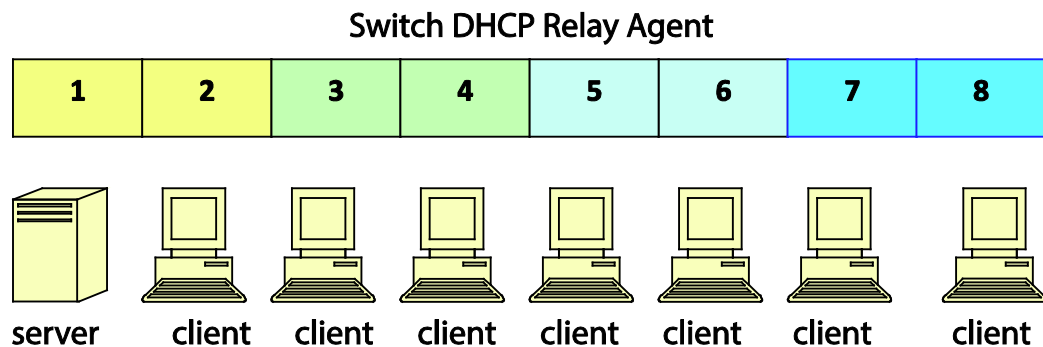 Switch DHCP Relay Agent
1 2 3 4 5 6 7 8
server client client client client client client client